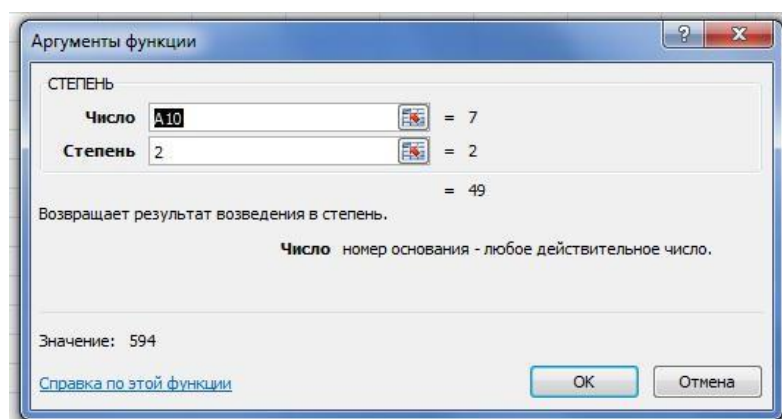 Аргументы функции
СТЕПЕНЬ
Число A10 = 7
Степень 2 = 2
= 49
Возвращает результат возведения в степень.
Число номер основания - любое действительное число.
Значение: 594
Справка по этой функции
ОК Отмена